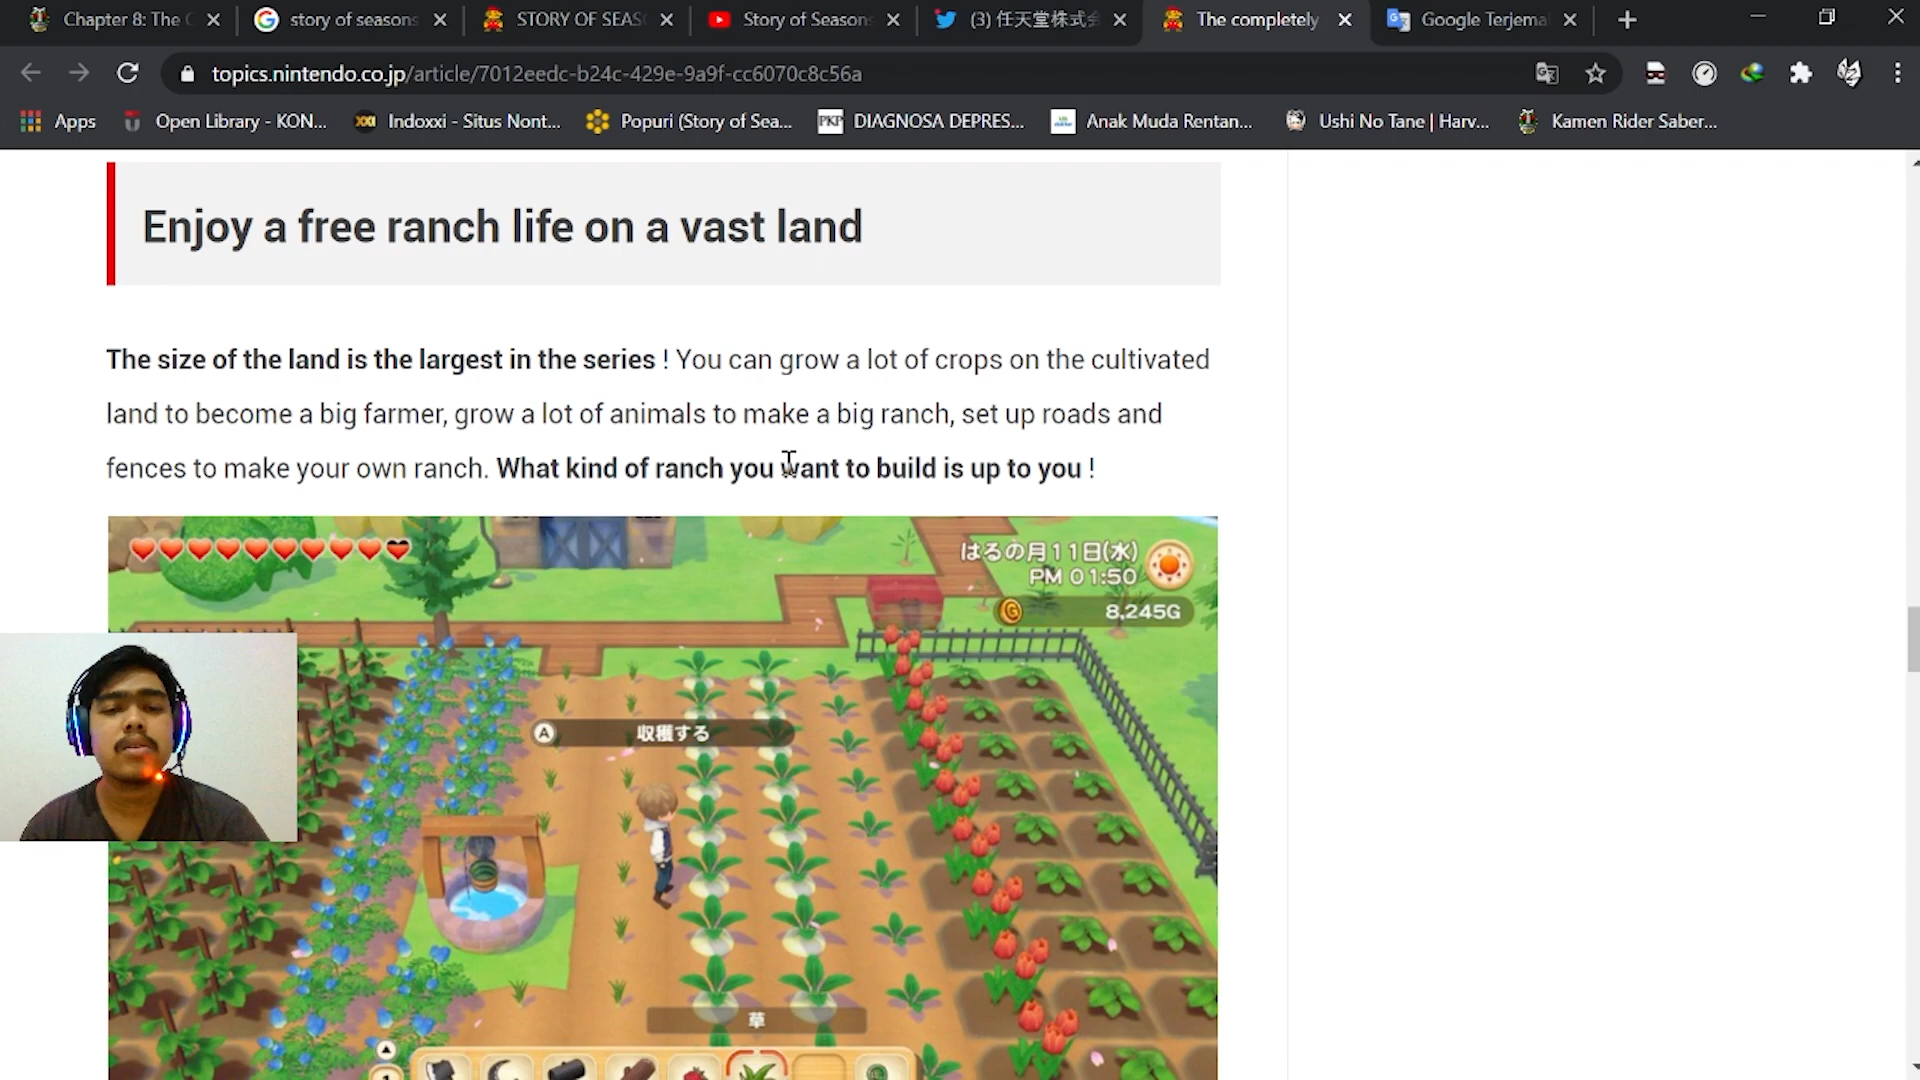 Chapter 8: The C
story of seasons
STORY OF SEAS
Story of Seasons
(3) 任天堂株式会
The completely
Google Terjemal
topics.nintendo.co.jp/article/7012eedc-b24c-429e-9a9f-cc6070c8c56a
Apps
Open Library - KON...
XXI
Indoxxi - Situs Nont...
Popuri (Story of Sea...
PKP
DIAGNOSA DEPRES...
Anak Muda Rentan...
Ushi No Tane | Harv...
Kamen Rider Saber...
Enjoy a free ranch life on a vast land
The size of the land is the largest in the series ! You can grow a lot of crops on the cultivated
land to become a big farmer, grow a lot of animals to make a big ranch, set up roads and
fences to make your own ranch. What kind of ranch you want to build is up to you !
はるの月11日(水)
PM 01:50
G 8,245G
A 収穫する
草
1